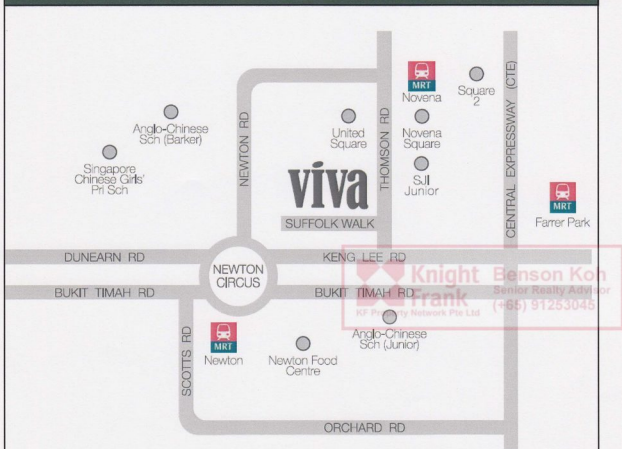 MRT
Novena
Square
2
CENTRAL EXPRESSWAY (CTE)
Anglo-Chinese
Sch (Barker)
NEWTON RD
United
Square
THOMSON RD
Novena
Square
Singapore
Chinese Girls'
Pri Sch
viva
SJI
Junior
SUFFOLK WALK
MRT
Farrer Park
DUNEARN RD
KENG LEE RD
NEWTON
CIRCUS
BUKIT TIMAH RD
BUKIT TIMAH RD
Knight
Frank
KF Property Network Pte Ltd
Benson Koh
Senior Realty Advisor
(+65) 91253045
SCOTTS RD
MRT
Newton
Newton Food
Centre
Anglo-Chinese
Sch (Junior)
ORCHARD RD